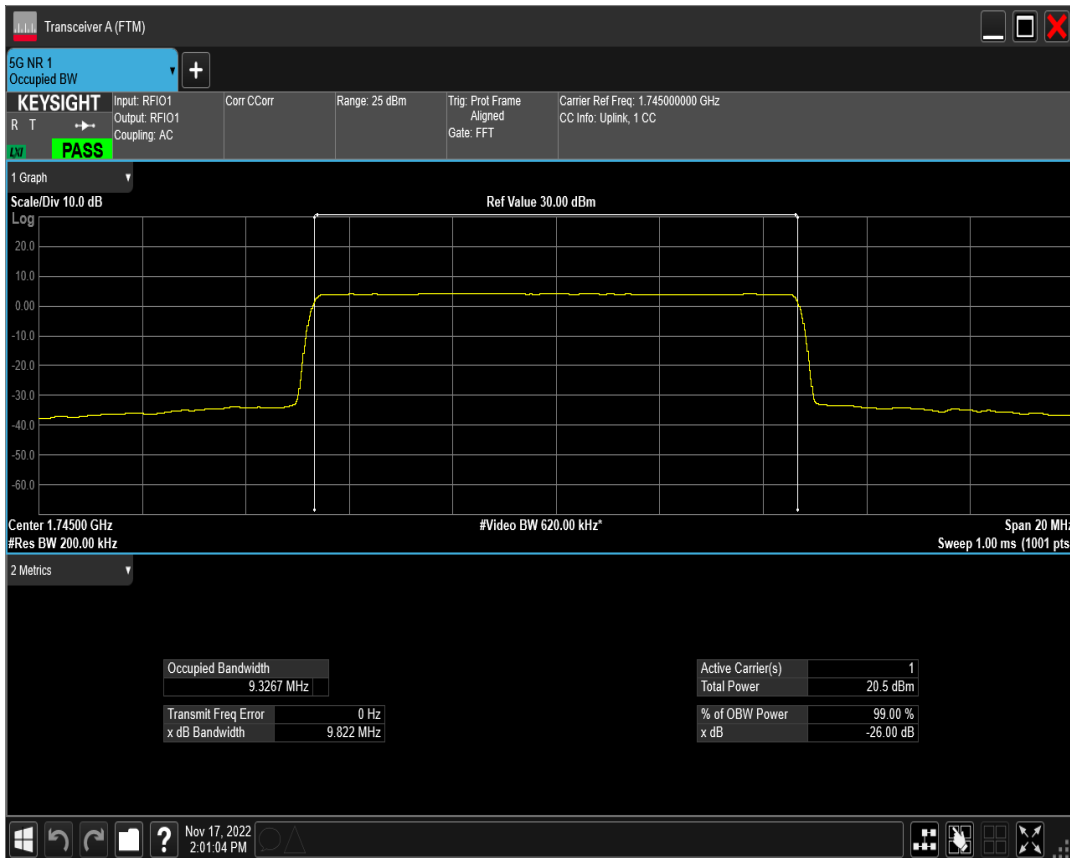 Transceiver A (FTM)
5G NR 1
Occupied BW
+
KEYSIGHT
R T
LXI
PASS
Input: RFIO1
Output: RFIO1
Coupling: AC
Corr CCorr
Range: 25 dBm
Trig: Prot Frame
Aligned
Gate: FFT
Carrier Ref Freq: 1.745000000 GHz
CC Info: Uplink, 1 CC
1 Graph
Scale/Div 10.0 dB
Ref Value 30.00 dBm
Log
20.0
10.0
0.00
-10.0
-20.0
-30.0
-40.0
-50.0
-60.0
Center 1.74500 GHz
#Video BW 620.00 kHz*
Span 20 MHz
#Res BW 200.00 kHz
Sweep 1.00 ms (1001 pts
2 Metrics
Occupied Bandwidth
9.3267 MHz
Transmit Freq Error 0 Hz
x dB Bandwidth 9.822 MHz
Active Carrier(s) 1
Total Power 20.5 dBm
% of OBW Power 99.00 %
x dB -26.00 dB
?
Nov 17, 2022
2:01:04 PM